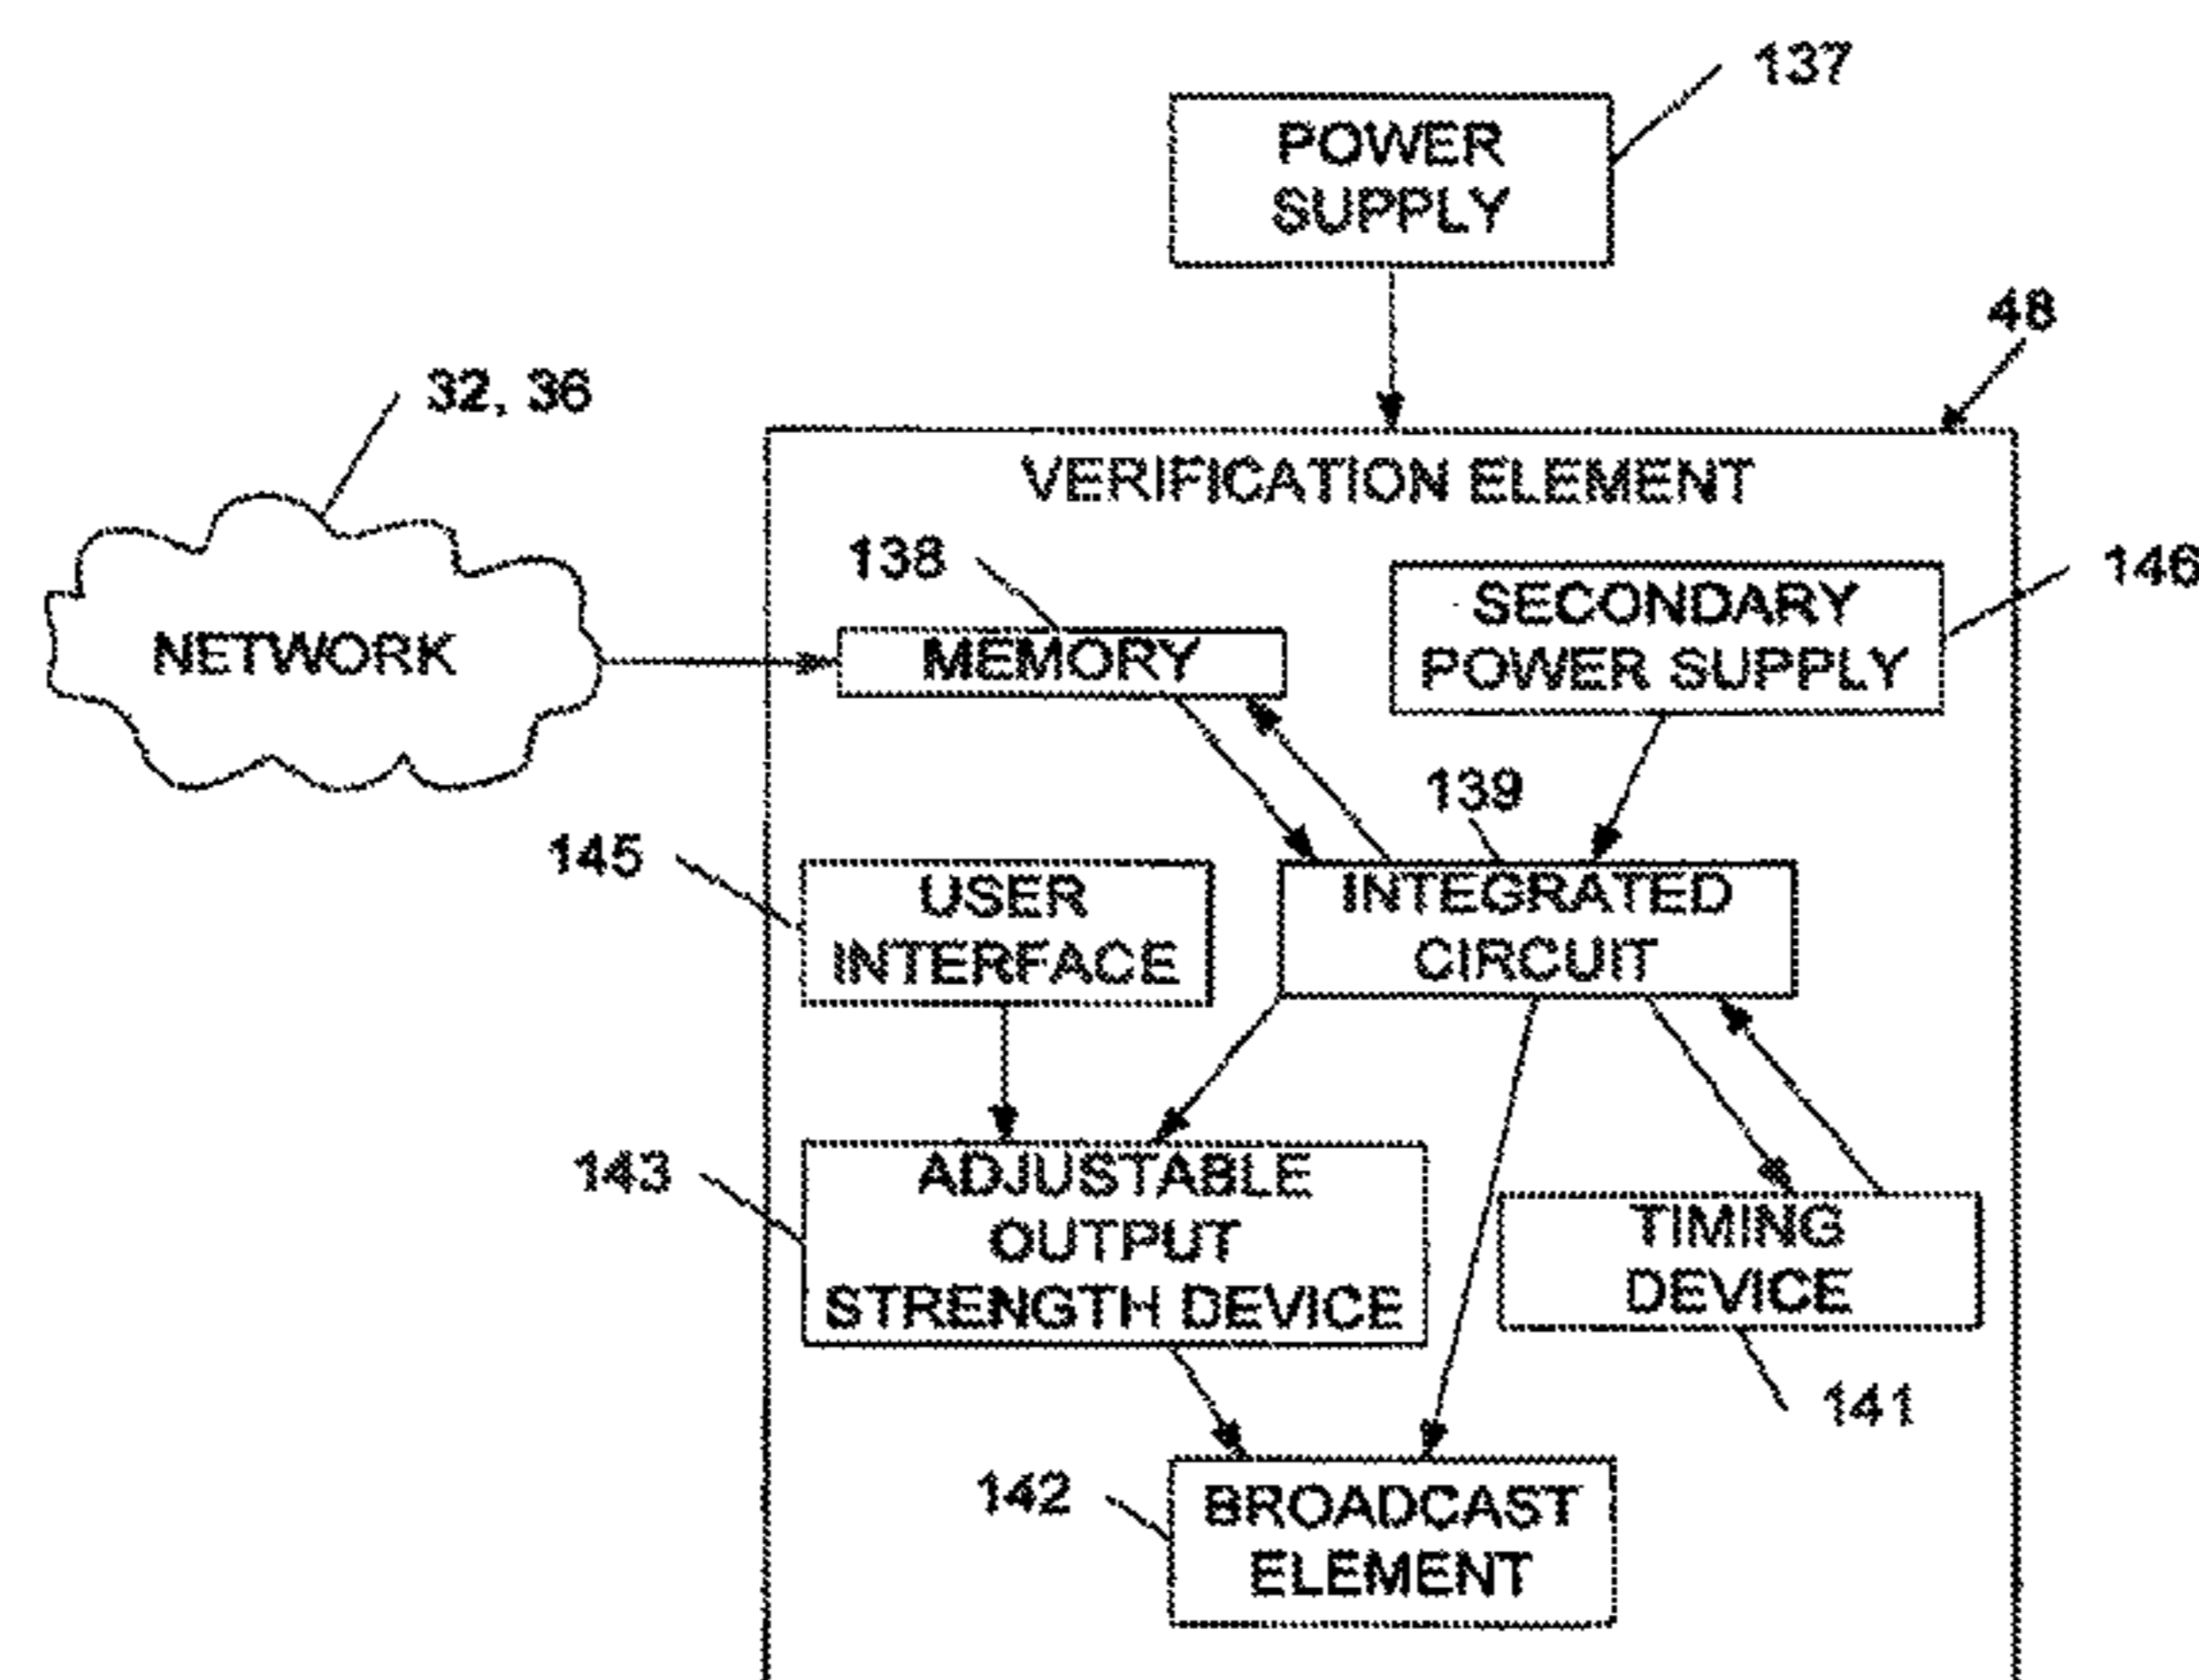 137
POWER
SUPPLY
48
32, 36
VERIFICATION ELEMENT
138
146
SECONDARY
POWER SUPPLY
NETWORK
MEMORY
139
145
USER
INTERFACE
INTEGRATED
CIRCUIT
143
ADJUSTABLE
OUTPUT
STRENGTH DEVICE
TIMING
DEVICE
141
142
BROADCAST
ELEMENT